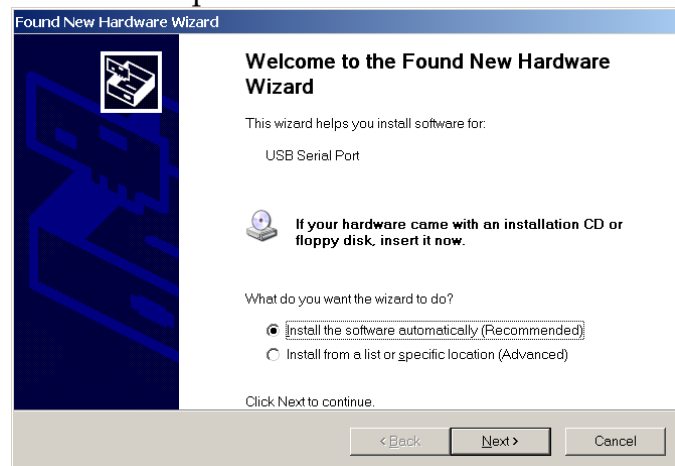 Found New Hardware Wizard
Welcome to the Found New Hardware
Wizard
This wizard helps you install software for:
USB Serial Port
If your hardware came with an installation CD or
floppy disk, insert it now.
What do you want the wizard to do?
Install the software automatically (Recommended)
Install from a list or specific location (Advanced)
Click Next to continue.
< Back
Next >
Cancel